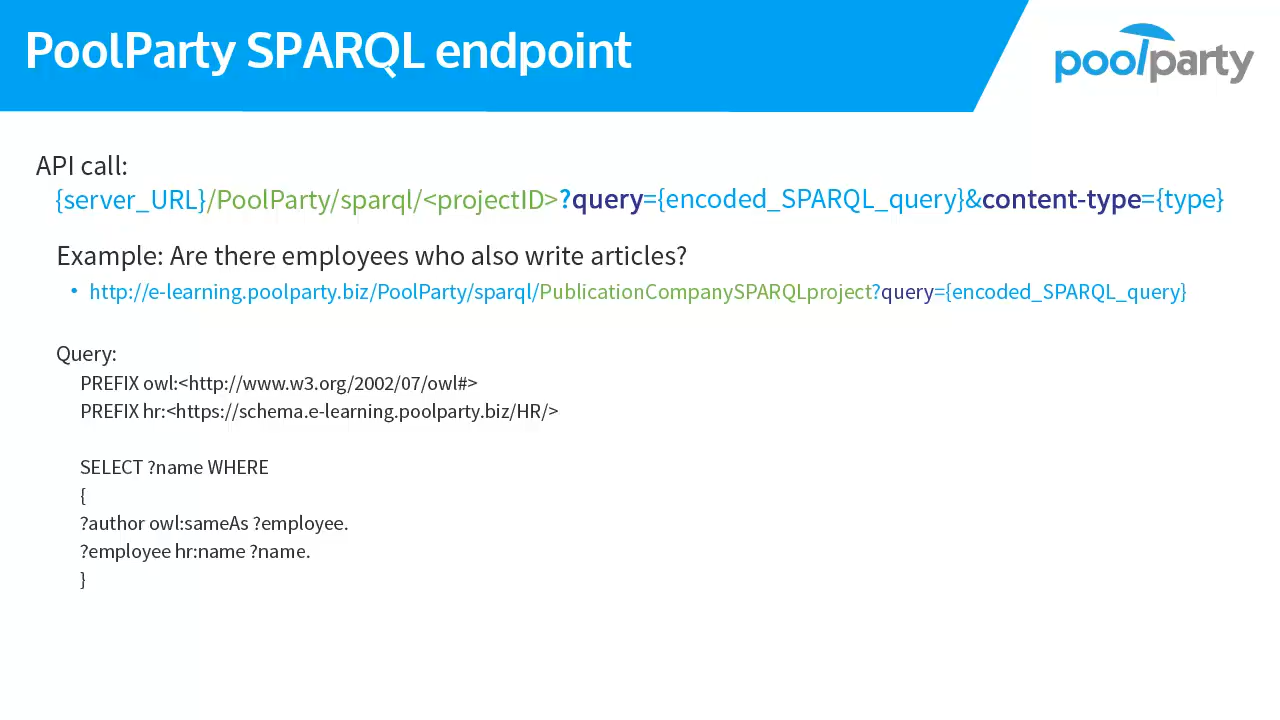 PoolParty SPARQL endpoint
poolparty
API call:
{server_URL}/PoolParty/sparql/<projectID>?query={encoded_SPARQL_query}&content-type={type}
Example: Are there employees who also write articles?
• http://e-learning.poolparty.biz/PoolParty/sparql/PublicationCompanySPARQLproject?query={encoded_SPARQL_query}
Query:
PREFIX owl:<http://www.w3.org/2002/07/owl#>
PREFIX hr:<https://schema.e-learning.poolparty.biz/HR/>
SELECT ?name WHERE
{
?author owl:sameAs ?employee.
?employee hr:name ?name.
}